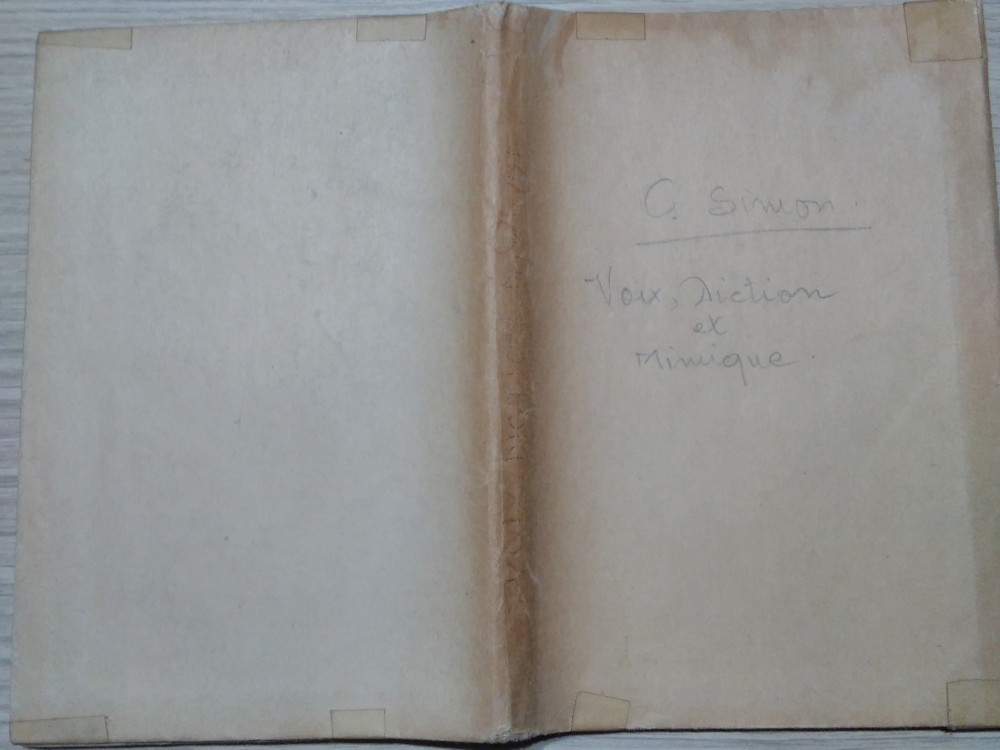 C. Simon.
Voix, Diction
et
Mimique.